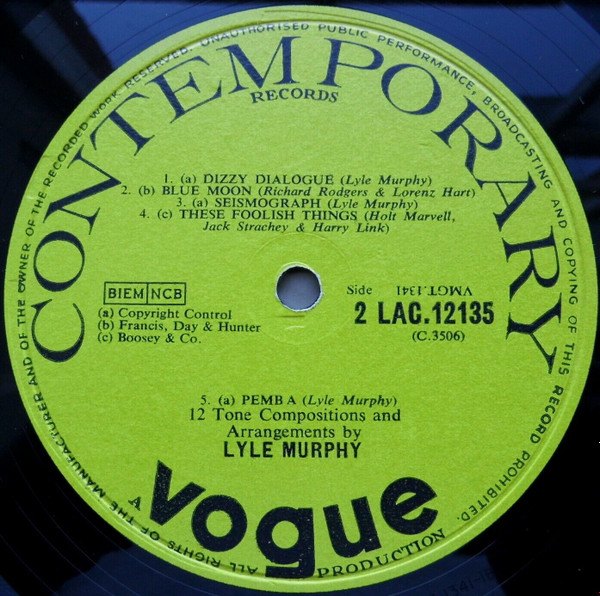 CONTEMPORARY
RECORDS
ALL RIGHTS OF THE MANUFACTURER AND OF THE OWNER OF THE RECORDED WORK RESERVED. UNAUTHORISED PUBLIC PERFORMANCE, BROADCASTING AND COPYING OF THIS RECORD PROHIBITED.
1. (a) DIZZY DIALOGUE (Lyle Murphy)
2. (b) BLUE MOON (Richard Rodgers & Lorenz Hart)
3. (a) SEISMOGRAPH (Lyle Murphy)
4. (c) THESE FOOLISH THINGS (Holt Marvell,
Jack Strachey & Harry Link)
BIEM NCB
(a) Copyright Control
(b) Francis, Day & Hunter
(c) Boosey & Co.
Side VMGT.1341
2 LAC.12135
(C.3506)
5. (a) PEMBA (Lyle Murphy)
12 Tone Compositions and
Arrangements by
LYLE MURPHY
A
vogue
PRODUCTION